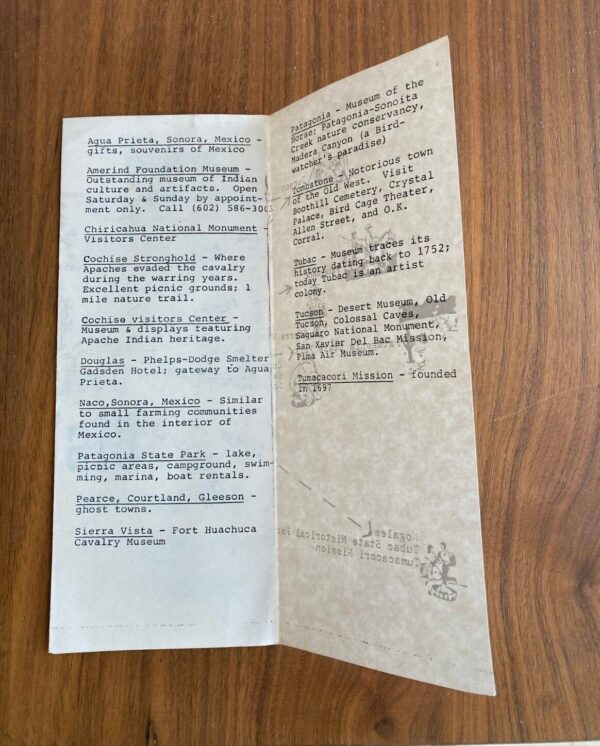 Agua Prieta, Sonora, Mexico -
gifts, souvenirs of Mexico
Amerind Foundation Museum -
Outstanding museum of Indian
culture and artifacts. Open
Saturday & Sunday by appoint-
ment only. Call (602) 586-3003
Chiricahua National Monument -
Visitors Center
Cochise Stronghold - Where
Apaches evaded the cavalry
during the warring years.
Excellent picnic grounds; 1
mile nature trail.
Cochise visitors Center -
Museum & displays featuring
Apache Indian heritage.
Douglas - Phelps-Dodge Smelter
Gadsden Hotel; gateway to Agua
Prieta.
Naco,Sonora, Mexico - Similar
to small farming communities
found in the interior of
Mexico.
Patagonia State Park - lake,
picnic areas, campground, swim-
ming, marina, boat rentals.
Pearce, Courtland, Gleeson -
ghost towns.
Sierra Vista - Fort Huachuca
Cavalry Museum
Patagonia - Museum of the
Horse; Patagonia-Sonoita
Creek nature conservancy,
Madera Canyon (a Bird-
watcher's paradise)
Tombstone - Notorious town
of the Old West. Visit
Boothill Cemetery, Crystal
Palace, Bird Cage Theater,
Allen Street, and O.K.
Corral.
Tubac - Museum traces its
history dating back to 1752;
today Tubac is an artist
colony.
Tucson - Desert Museum, Old
Tucson, Colossal Caves,
Saguaro National Monument,
San Xavier Del Bac Mission,
Pima Air Museum.
Tumacacori Mission - founded
in 1697
Nogales
Tubac State Historical Par
Tumacacori Mission